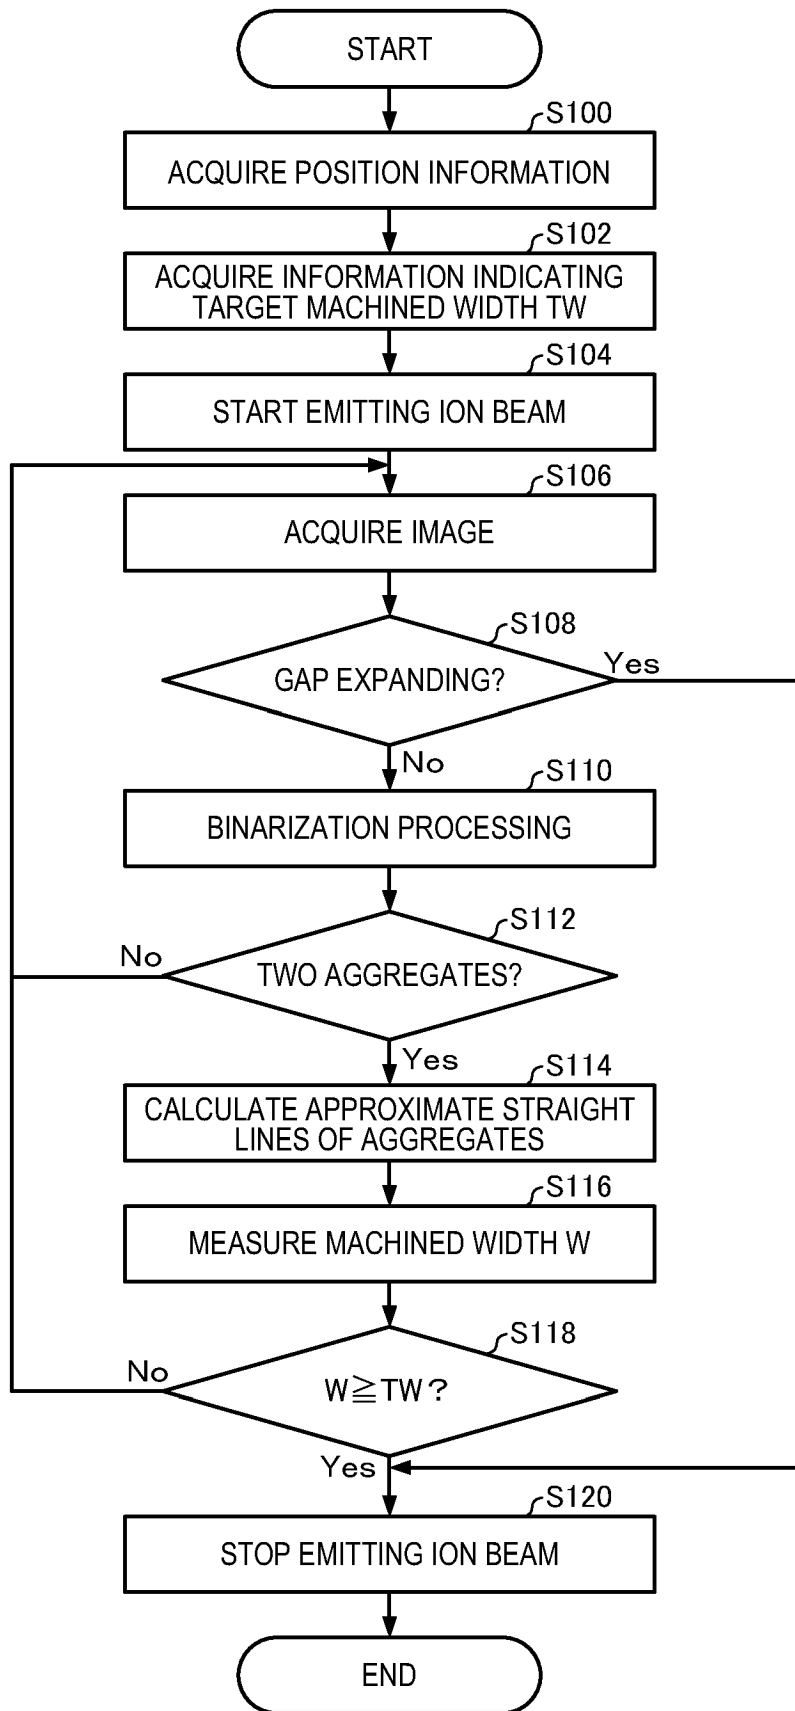 START
S100
ACQUIRE POSITION INFORMATION
S102
ACQUIRE INFORMATION INDICATING
TARGET MACHINED WIDTH TW
S104
START EMITTING ION BEAM
S106
ACQUIRE IMAGE
S108
GAP EXPANDING?
Yes
No
S110
BINARIZATION PROCESSING
S112
No
TWO AGGREGATES?
Yes
S114
CALCULATE APPROXIMATE STRAIGHT
LINES OF AGGREGATES
S116
MEASURE MACHINED WIDTH W
S118
No
W≧TW?
Yes
S120
STOP EMITTING ION BEAM
END